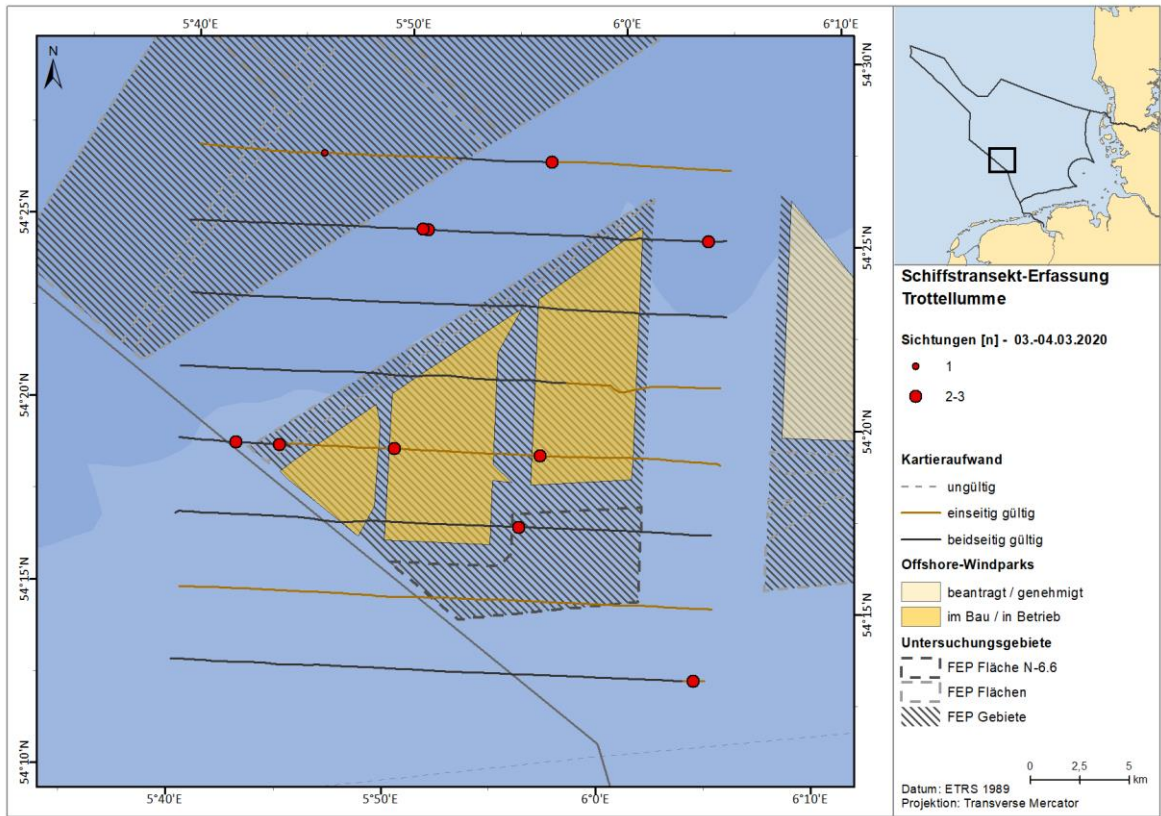 5°40'E 5°50'E 6°0'E 6°10'E
N
54°30'N
54°25'N
54°25'N
54°20'N
54°20'N
54°15'N
54°15'N
54°10'N
5°40'E 5°50'E 6°0'E 6°10'E
Schiffstransekt-Erfassung
Trottellumme
Sichtungen [n] - 03.-04.03.2020
1
2-3
Kartieraufwand
ungültig
einseitig gültig
beidseitig gültig
Offshore-Windparks
beantragt / genehmigt
im Bau / in Betrieb
Untersuchungsgebiete
FEP Fläche N-6.6
FEP Flächen
FEP Gebiete
0 2,5 5
km
Datum: ETRS 1989
Projektion: Transverse Mercator